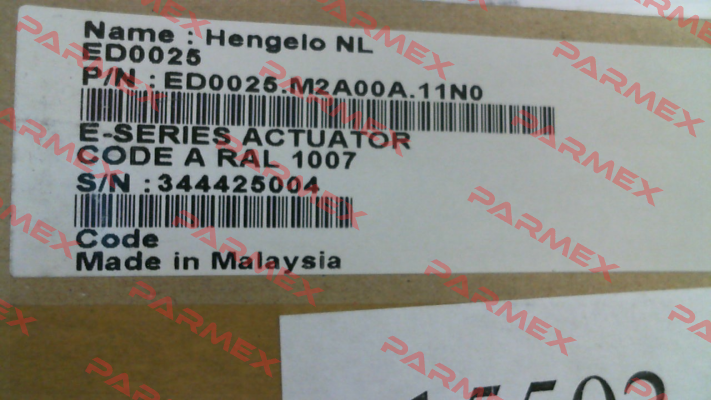 Name : Hengelo NL
ED0025
P/N : ED0025.M2A00A.11N0
E-SERIES ACTUATOR
CODE A RAL 1007
S/N : 344425004
Code
Made in Malaysia
PARMEX